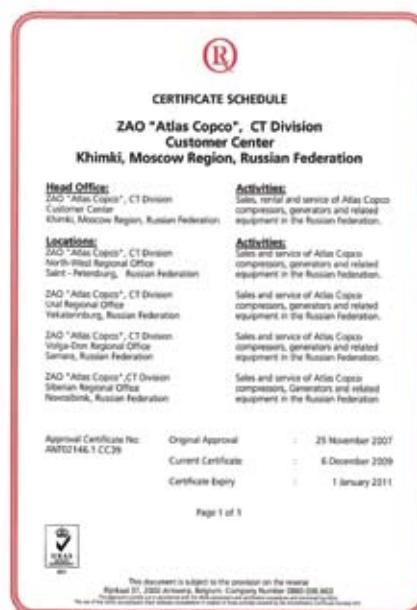 CERTIFICATE SCHEDULE
ZAO "Atlas Copco", CT Division
Customer Center
Khimki, Moscow Region, Russian Federation
Head Office:
ZAO "Atlas Copco", CT Division
Customer Center
Khimki, Moscow Region, Russian Federation
Activities:
Sales, rental and service of Atlas Copco
compressors, generators and related
equipment in the Russian Federation.
Locations:
ZAO "Atlas Copco", CT Division
North-West Regional Office
Saint - Petersburg, Russian Federation
Activities:
Sales and service of Atlas Copco
compressors, generators and related
equipment in the Russian Federation.
ZAO "Atlas Copco", CT Division
Ural Regional Office
Yekaterinburg, Russian Federation
Sales and service of Atlas Copco
compressors, generators and related
equipment in the Russian Federation.
ZAO "Atlas Copco", CT Division
Volga-Don Regional Office
Samara, Russian Federation
Sales and service of Atlas Copco
compressors, generators and related
equipment in the Russian Federation.
ZAO "Atlas Copco",CT Division
Siberian Regional Office
Novosibirsk, Russian Federation
Sales and service of Atlas Copco
compressors, Generators and related
equipment in the Russian Federation
Approval Certificate No:
ANT02146.1 CC39
Original Approval : 25 November 2007
Current Certificate : 6 December 2009
Certificate Expiry : 1 January 2011
Page 1 of 1
UKAS
This document is subject to the provision on the reverse
2000 Antwerp, Belgium: Company Number